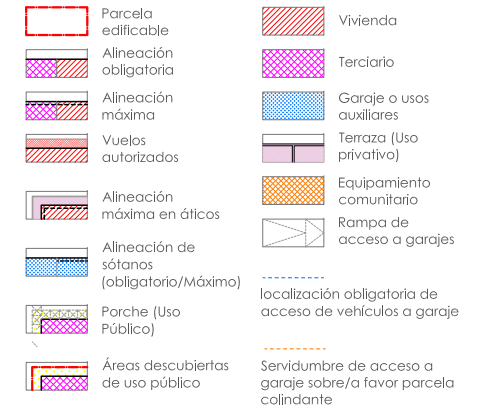 Parcela
edificable
Alineación
obligatoria
Alineación
máxima
Vuelos
autorizados
Alineación
máxima en áticos
Alineación de
sótanos
(obligatorio/Máximo)
Porche (Uso
Público)
Áreas descubiertas
de uso público
Vivienda
Terciario
Garaje o usos
auxiliares
Terraza (Uso
privativo)
Equipamiento
comunitario
Rampa de
acceso a garajes
localización obligatoria de
acceso de vehículos a garaje
Servidumbre de acceso a
garaje sobre/a favor parcela
colindante